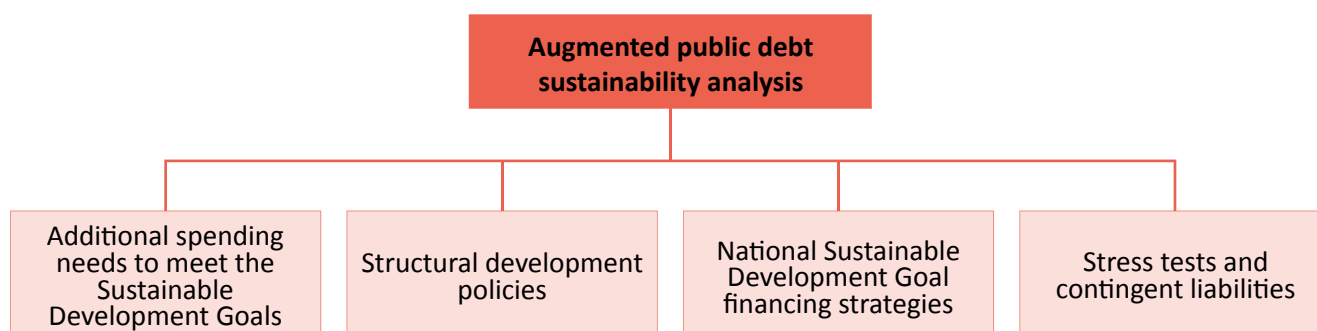 Augmented public debt
sustainability analysis
Additional spending
needs to meet the
Sustainable
Development Goals
Structural development
policies
National Sustainable
Development Goal
financing strategies
Stress tests and
contingent liabilities